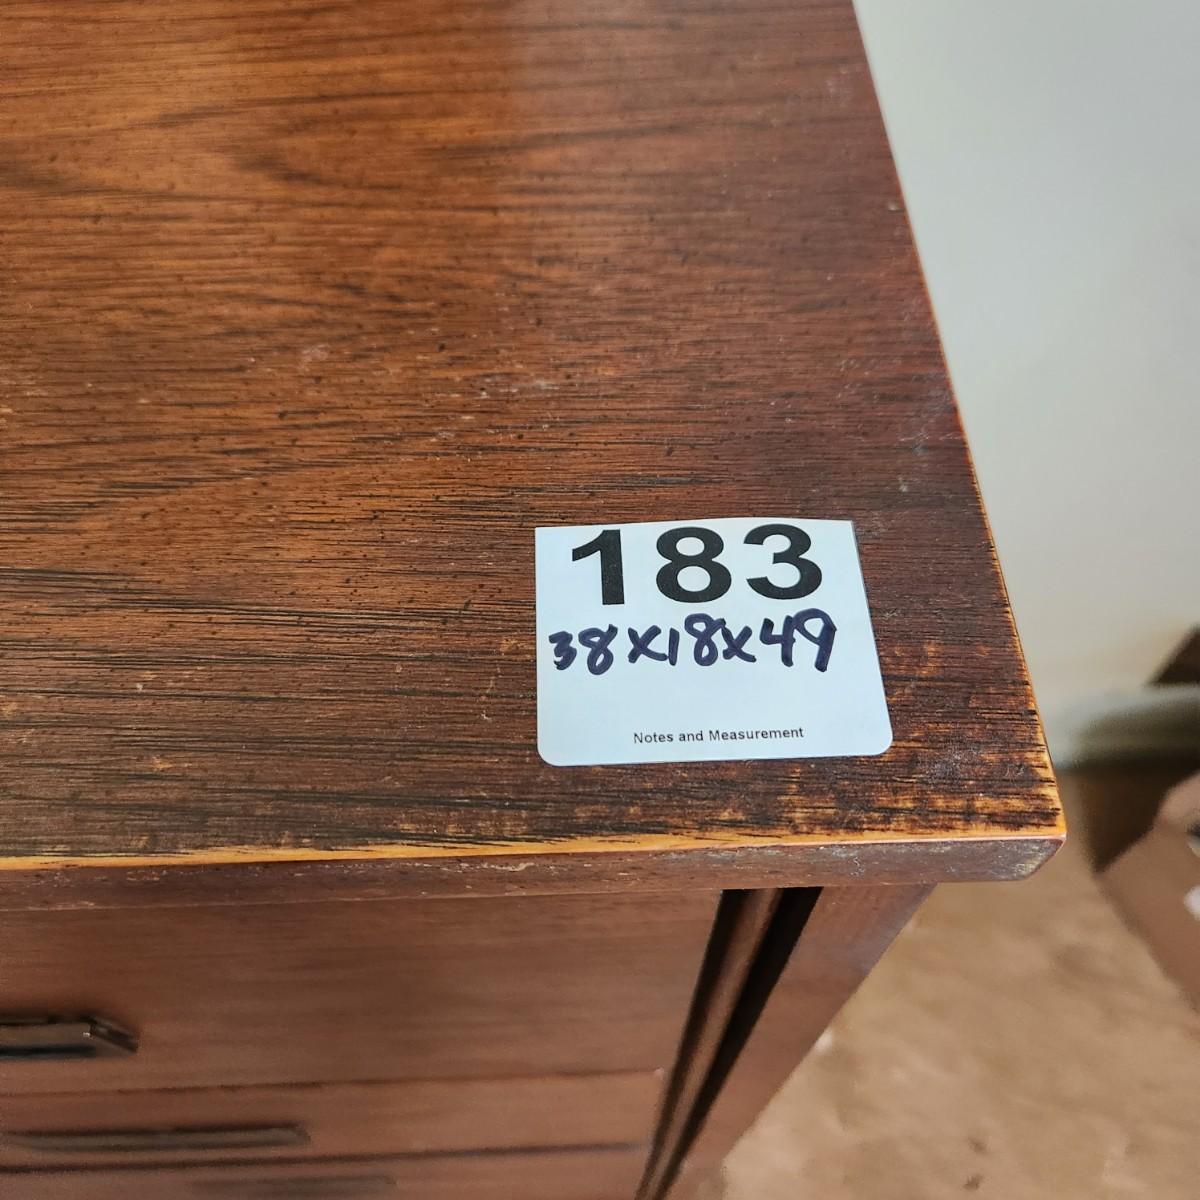 183
38x18x49
Notes and Measurement